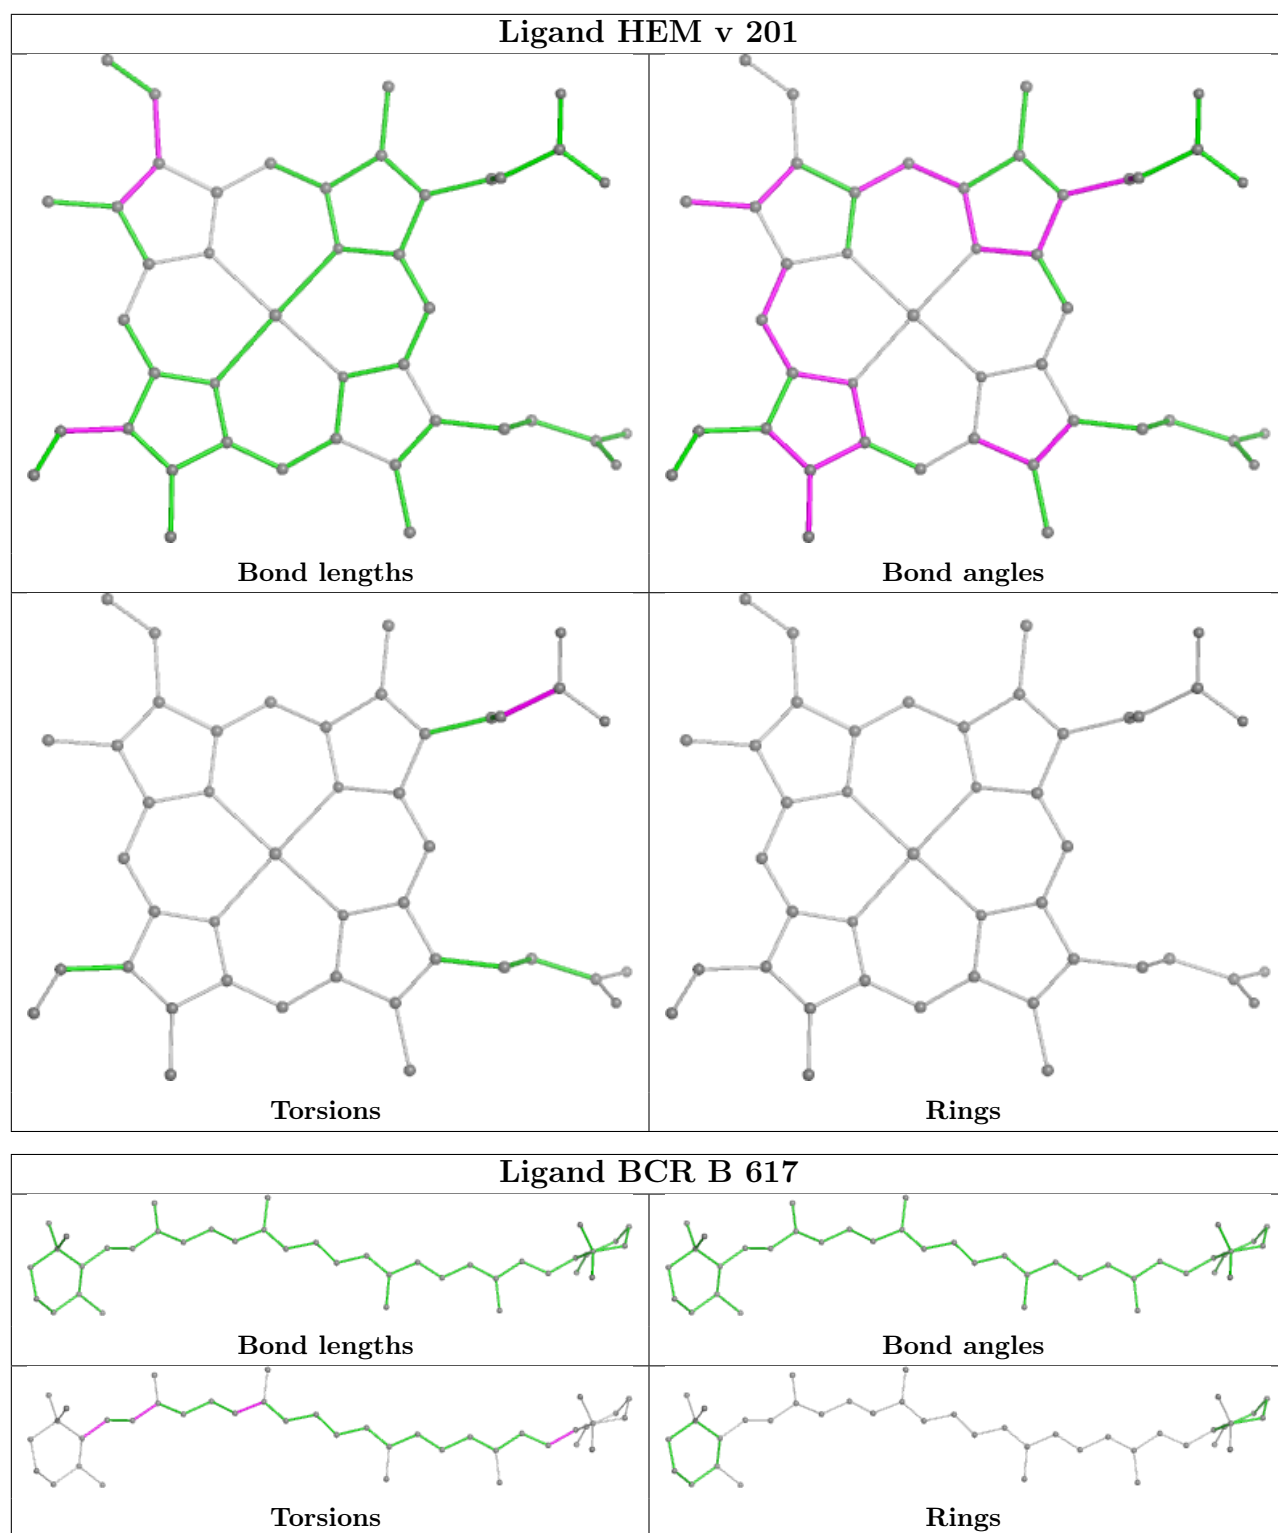 Ligand HEM v 201
Bond lengths
Bond angles
Torsions
Rings
Ligand BCR B 617
Bond lengths
Bond angles
Torsions
Rings